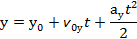 y = y₀ + v₀ᵧt + aᵧt²/2